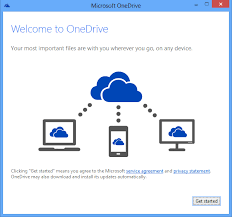 Microsoft OneDrive
Welcome to OneDrive
Your most important files are with you wherever you go, on any device.
Clicking "Get started" means you agree to the Microsoft service agreement and privacy statement.
OneDrive may also download and install its updates automatically.
Get started